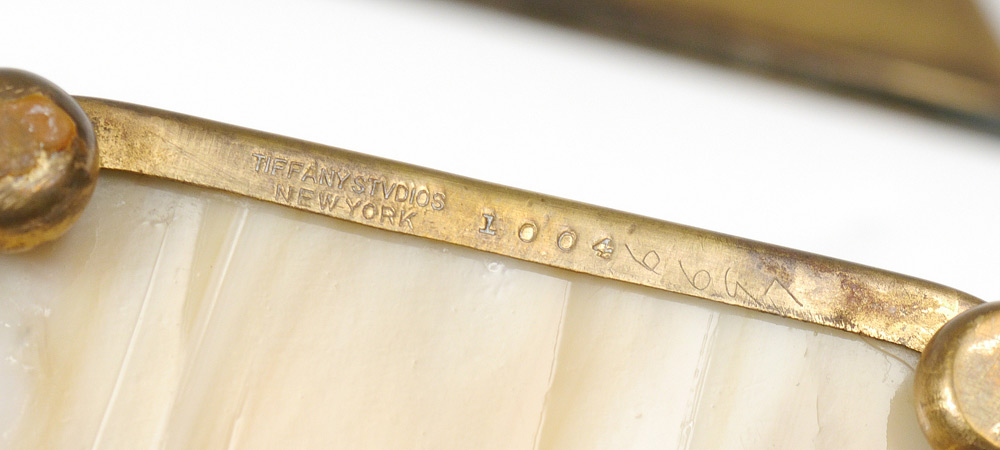 TIFFANY STVDIOS
NEW YORK
1004